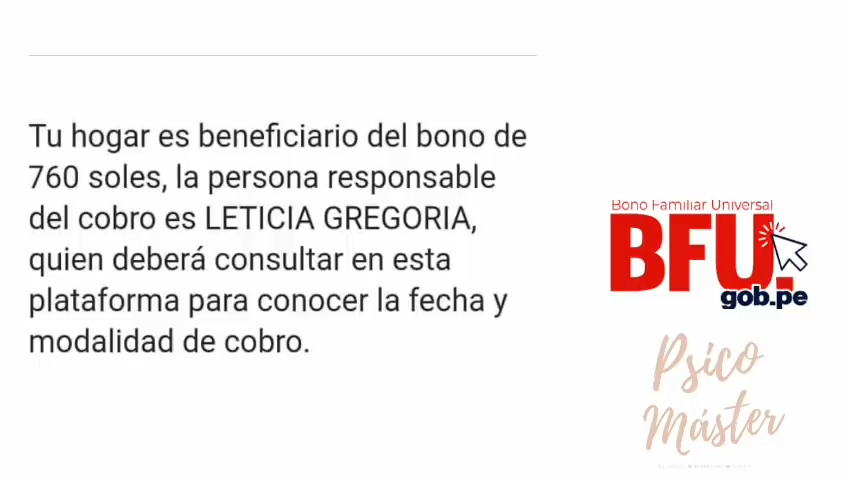 Tu hogar es beneficiario del bono de
760 soles, la persona responsable
del cobro es LETICIA GREGORIA,
quien deberá consultar en esta
plataforma para conocer la fecha y
modalidad de cobro.
Bono Familiar Universal
BFU.
gob.pe
Psico
Máster